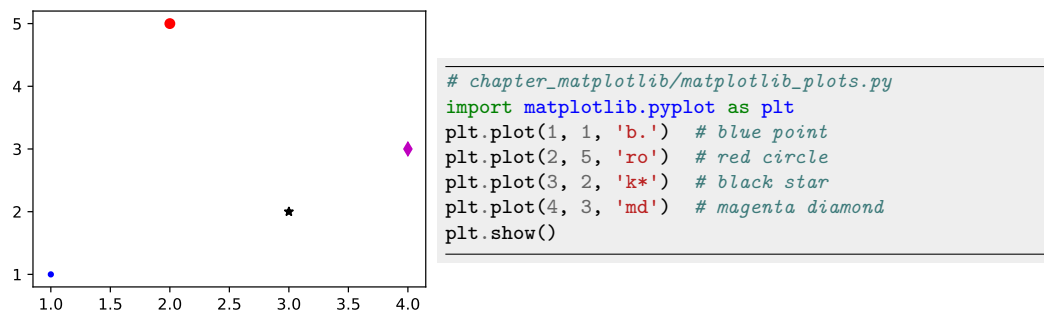 5
4
3
2
1
1.0 1.5 2.0 2.5 3.0 3.5 4.0
# chapter_matplotlib/matplotlib_plots.py
import matplotlib.pyplot as plt
plt.plot(1, 1, 'b.')  # blue point
plt.plot(2, 5, 'ro')  # red circle
plt.plot(3, 2, 'k*')  # black star
plt.plot(4, 3, 'md')  # magenta diamond
plt.show()